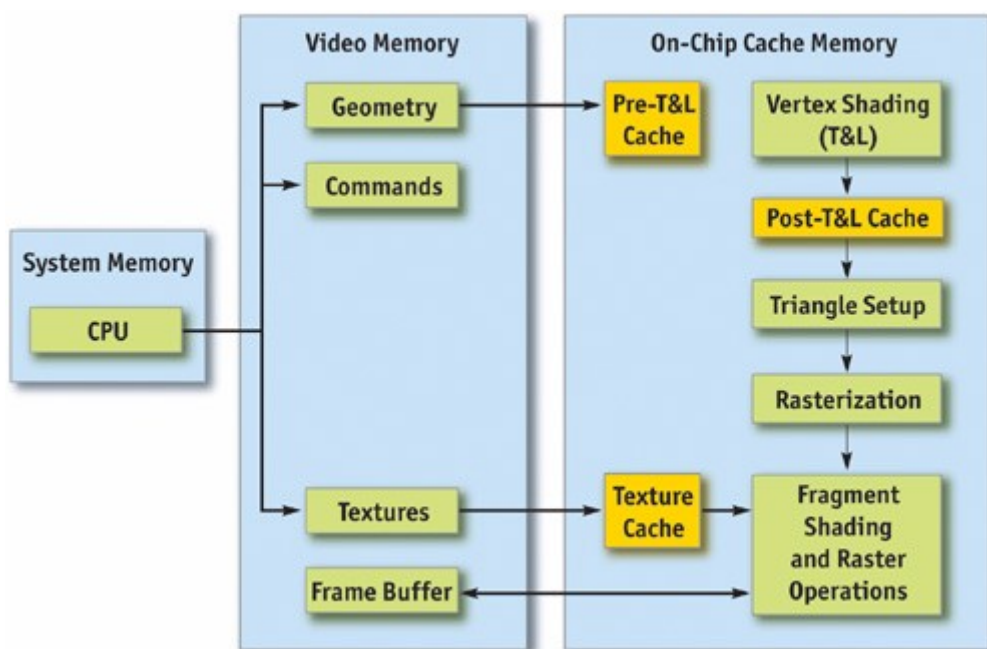 Video Memory
On-Chip Cache Memory
Geometry
Pre-T&L
Cache
Vertex Shading
(T&L)
Commands
Post-T&L Cache
System Memory
CPU
Triangle Setup
Rasterization
Textures
Texture
Cache
Fragment
Shading
and Raster
Operations
Frame Buffer